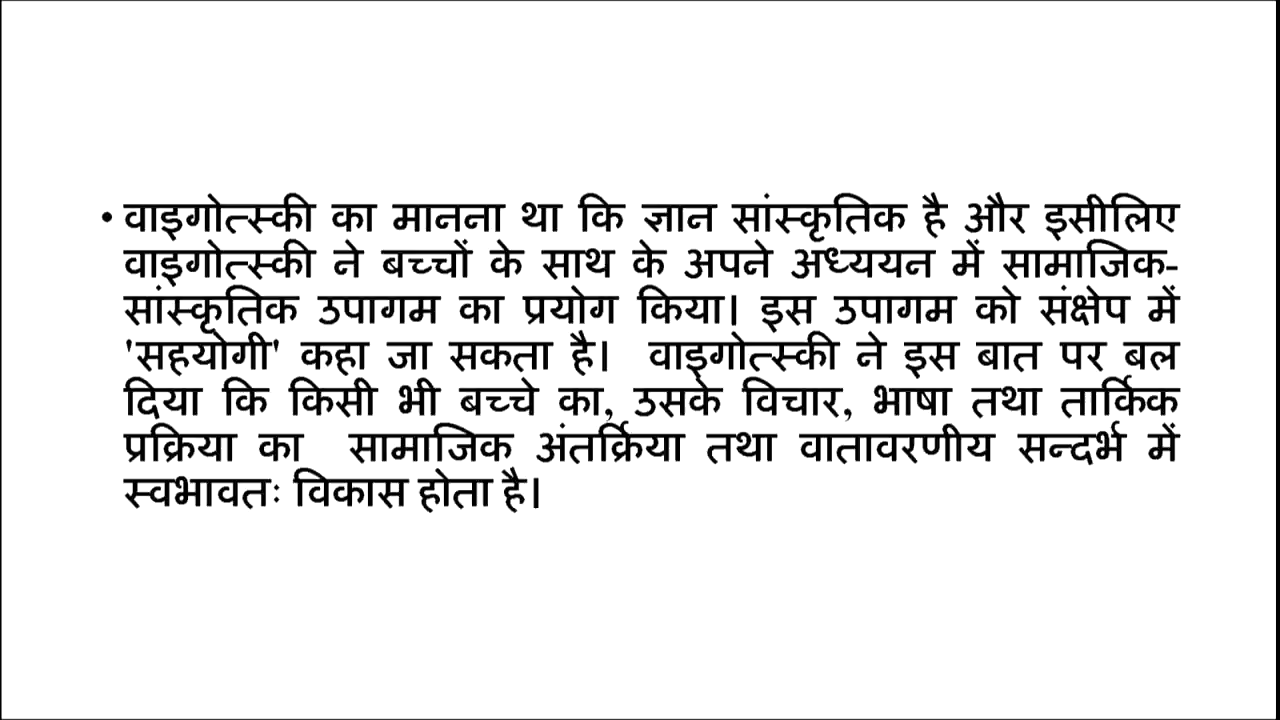 • वाइगोत्स्की का मानना था कि ज्ञान सांस्कृतिक है और इसीलिए
वाइगोत्स्की ने बच्चों के साथ के अपने अध्ययन में सामाजिक-
सांस्कृतिक उपागम का प्रयोग किया। इस उपागम को संक्षेप में
'सहयोगी' कहा जा सकता है। वाइगोत्स्की ने इस बात पर बल
दिया कि किसी भी बच्चे का, उसके विचार, भाषा तथा तार्किक
प्रक्रिया का सामाजिक अंतर्क्रिया तथा वातावरणीय सन्दर्भ में
स्वभावतः विकास होता है।